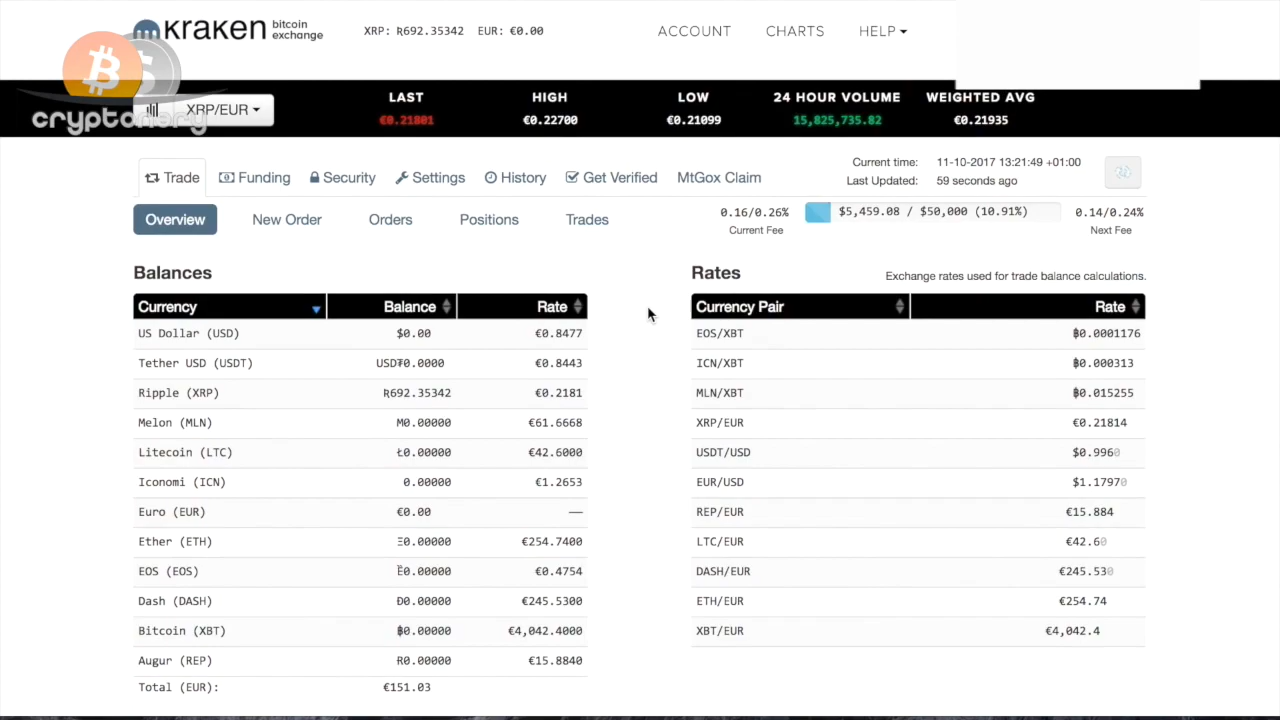 kraken bitcoin exchange
XRP: Ʀ692.35342 EUR: €0.00
ACCOUNT CHARTS HELP
cryptonary
XRP/EUR
LAST HIGH LOW 24 HOUR VOLUME WEIGHTED AVG
€0.21801 €0.22700 €0.21099 15,825,735.82 €0.21935
Trade Funding Security Settings History Get Verified MtGox Claim
Current time: 11-10-2017 13:21:49 +01:00
Last Updated: 59 seconds ago
Overview New Order Orders Positions Trades
0.16/0.26% $5,459.08 / $50,000 (10.91%) 0.14/0.24%
Current Fee Next Fee
Balances
Currency Balance Rate
US Dollar (USD) $0.00 €0.8477
Tether USD (USDT) USD₮0.0000 €0.8443
Ripple (XRP) Ʀ692.35342 €0.2181
Melon (MLN) M0.00000 €61.6668
Litecoin (LTC) Ł0.00000 €42.6000
Iconomi (ICN) 0.00000 €1.2653
Euro (EUR) €0.00 —
Ether (ETH) Ξ0.00000 €254.7400
EOS (EOS) Ë0.00000 €0.4754
Dash (DASH) Đ0.00000 €245.5300
Bitcoin (XBT) ฿0.00000 €4,042.4000
Augur (REP) R0.00000 €15.8840
Total (EUR): €151.03
Rates
Exchange rates used for trade balance calculations.
Currency Pair Rate
EOS/XBT ฿0.0001176
ICN/XBT ฿0.000313
MLN/XBT ฿0.015255
XRP/EUR €0.21814
USDT/USD $0.9960
EUR/USD $1.17970
REP/EUR €15.884
LTC/EUR €42.60
DASH/EUR €245.530
ETH/EUR €254.74
XBT/EUR €4,042.4